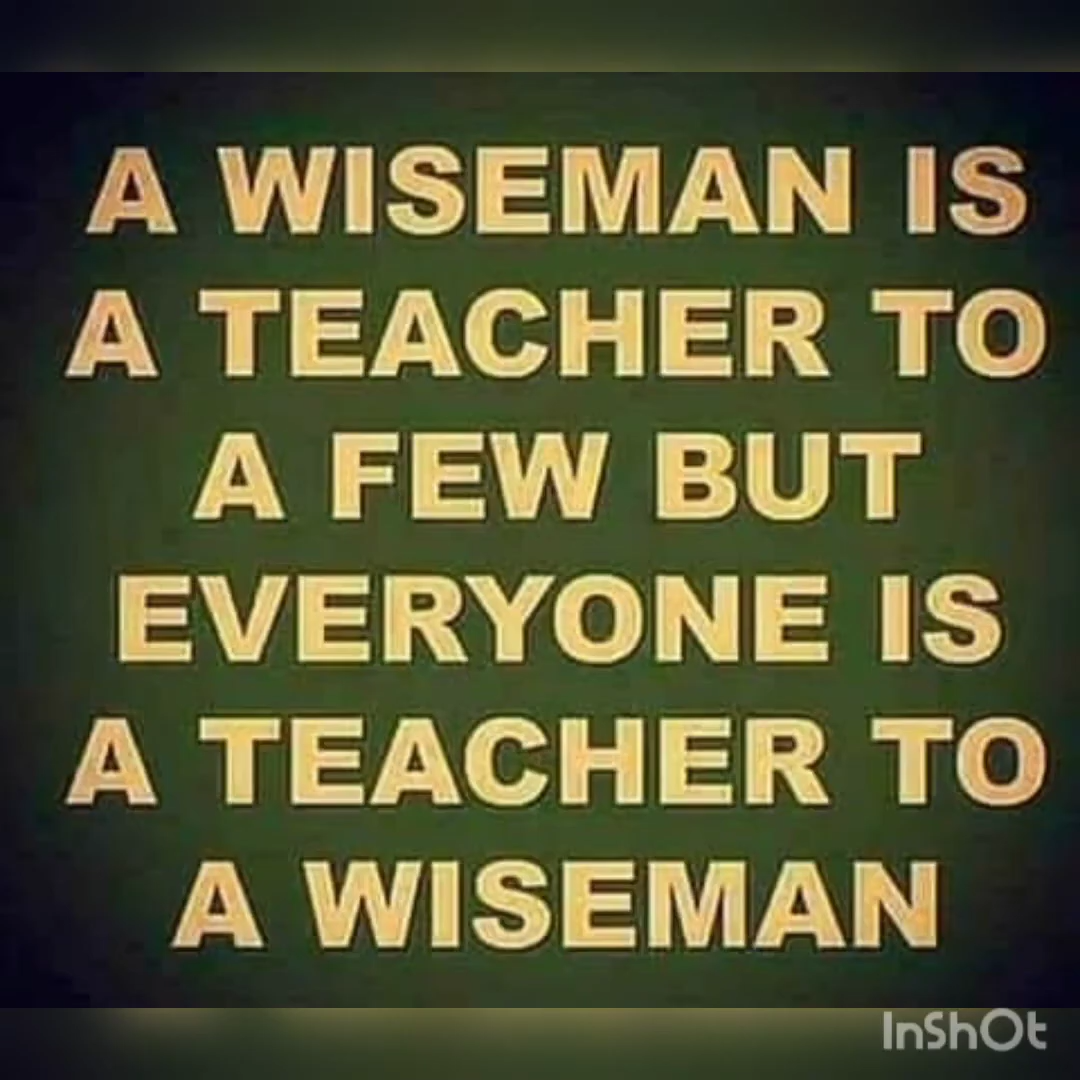 A WISEMAN IS
A TEACHER TO
A FEW BUT
EVERYONE IS
A TEACHER TO
A WISEMAN
InShOt